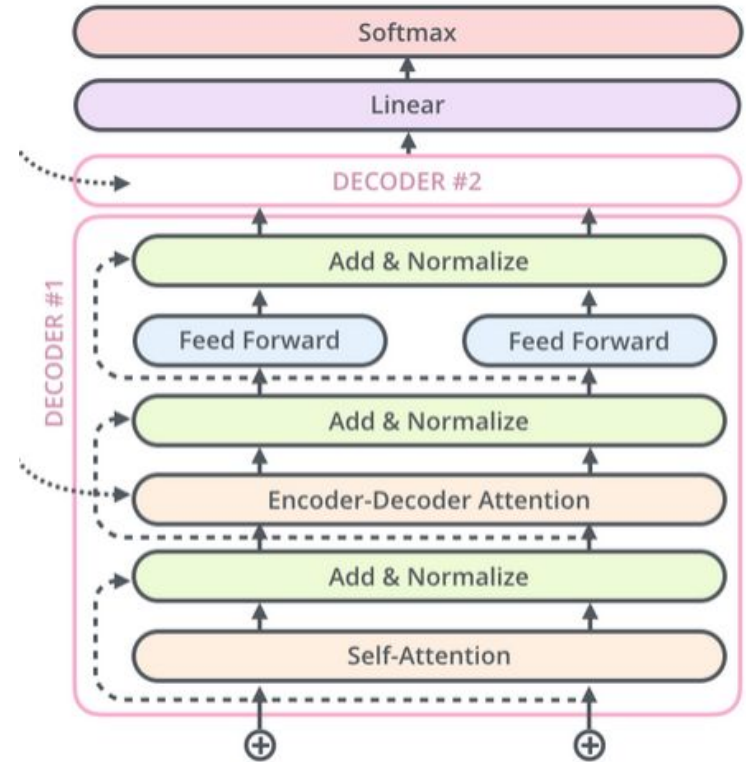 Softmax
Linear
DECODER #2
DECODER #1
Add & Normalize
Feed Forward
Feed Forward
Add & Normalize
Encoder-Decoder Attention
Add & Normalize
Self-Attention